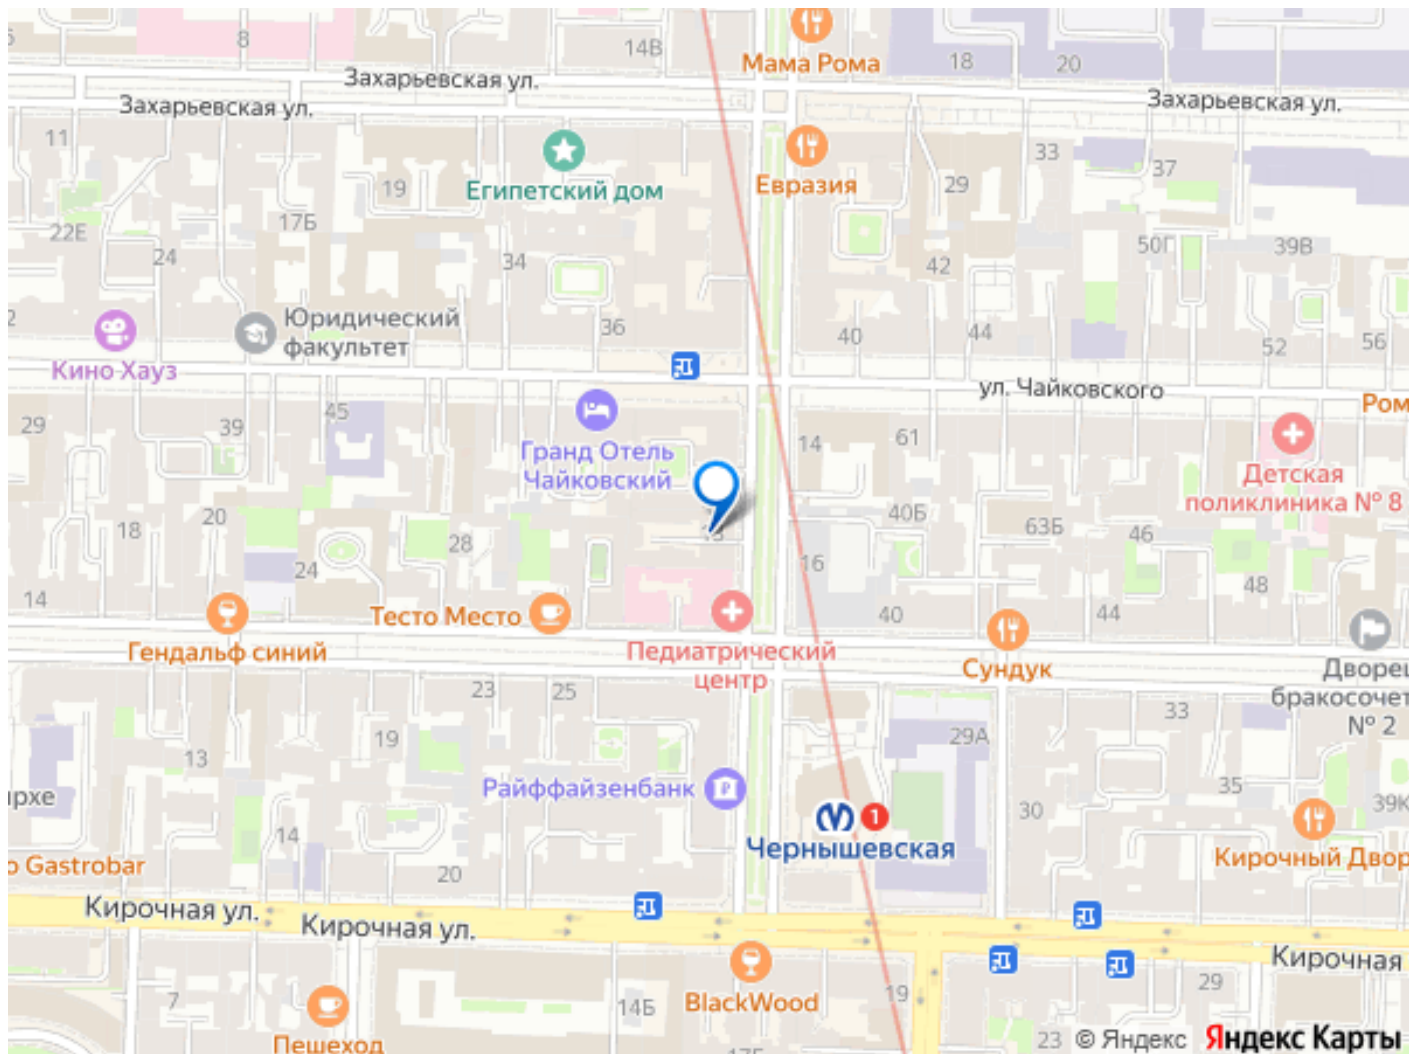 8
14В
Мама Рома
18
20
Захарьевская ул.
Захарьевская ул.
Захарьевская ул.
11
19
Египетский дом
Евразия
33
29
37
17Б
22Е
24
34
42
50Г
39В
Юридический
факультет
36
40
44
52
56
Кино Хауз
ул. Чайковского
29
39
45
Гранд Отель
Чайковский
14
61
Ром
Детская
поликлиника № 8
18
20
28
24
40Б
63Б
46
16
48
14
Тесто Место
40
44
Гендальф синий
Педиатрический
центр
Сундук
Дворец
бракосочет
№ 2
23
25
19
13
29А
33
35
30
39К
Райффайзенбанк
архе
14
20
1
Чернышевская
Кирочный Двор
о Gastrobar
Кирочная ул.
Кирочная ул.
Кирочная
7
14Б
BlackWood
19
29
Пешеход
17Б
23
© Яндекс
Яндекс Карты